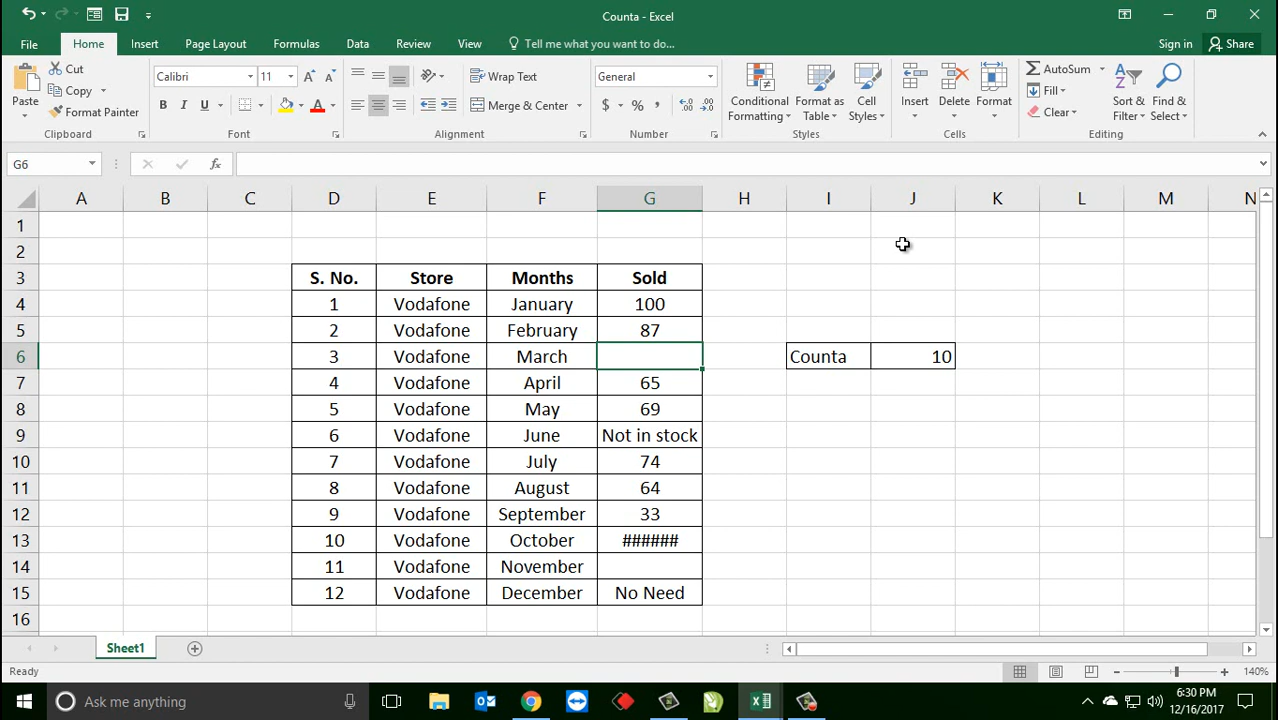 Counta - Excel
File Home Insert Page Layout Formulas Data Review View Tell me what you want to do... Sign in Share
Paste
Cut
Copy
Format Painter
Clipboard
Calibri 11
B I U
Font
Wrap Text
Merge & Center
Alignment
General
$ % ,
Number
Conditional Formatting
Format as Table
Cell Styles
Styles
Insert Delete Format
Cells
AutoSum
Fill
Clear
Sort & Filter
Find & Select
Editing
G6 fx
A B C D E F G H I J K L M N
1
2
3 S. No. Store Months Sold
4 1 Vodafone January 100
5 2 Vodafone February 87
6 3 Vodafone March Counta 10
7 4 Vodafone April 65
8 5 Vodafone May 69
9 6 Vodafone June Not in stock
10 7 Vodafone July 74
11 8 Vodafone August 64
12 9 Vodafone September 33
13 10 Vodafone October ######
14 11 Vodafone November
15 12 Vodafone December No Need
16
Sheet1
Ready 140%
Ask me anything
6:30 PM
12/16/2017